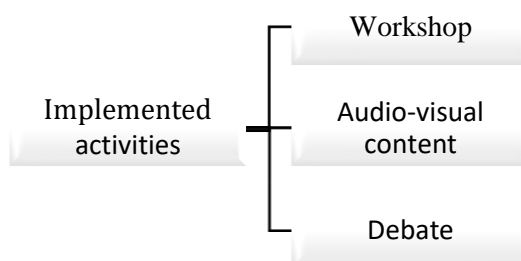 Implemented
activities
Workshop
Audio-visual
content
Debate